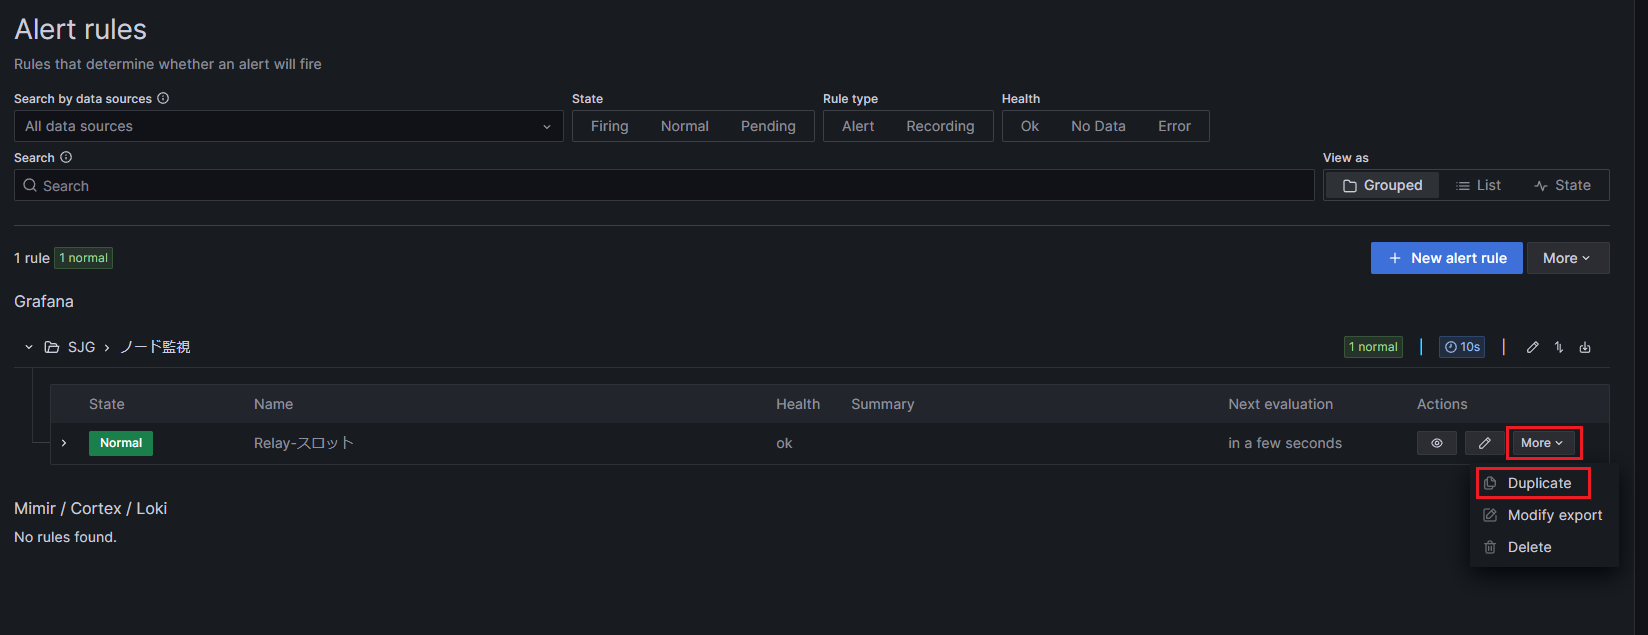 Alert rules
Rules that determine whether an alert will fire
Search by data sources
State
Rule type
Health
All data sources
Firing Normal Pending
Alert Recording
Ok No Data Error
Search
View as
Search
Grouped List State
1 rule 1 normal
+ New alert rule
More
Grafana
SJG > ノード監視
1 normal | 10s |
State Name Health Summary Next evaluation Actions
Normal Relay-スロット ok in a few seconds More
Duplicate
Modify export
Delete
Mimir / Cortex / Loki
No rules found.